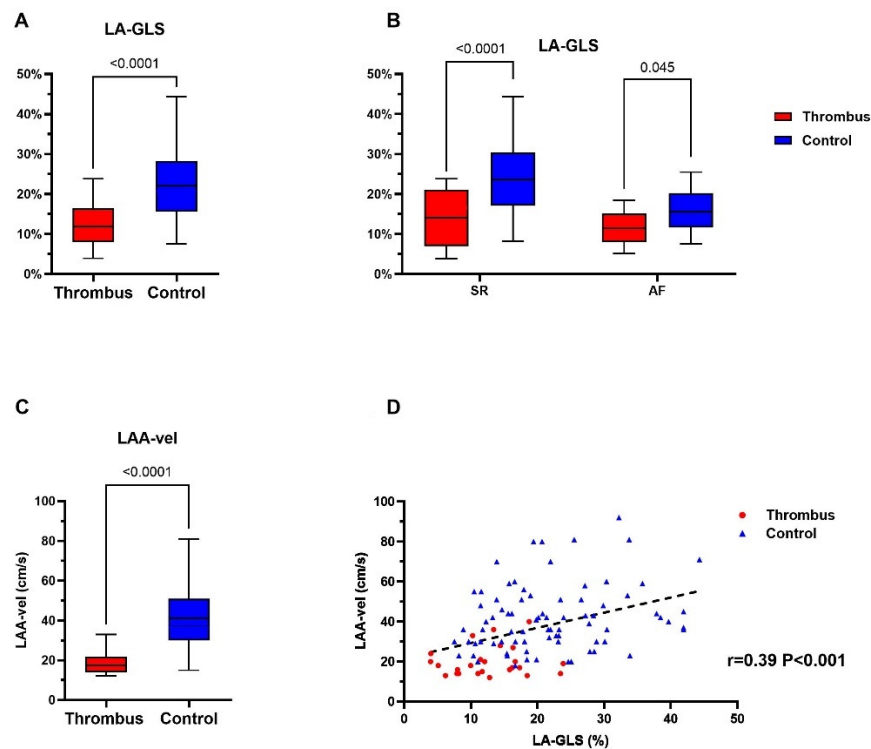 A
LA-GLS
<0.0001
50%
40%
30%
20%
10%
0%
Thrombus Control
B
LA-GLS
<0.0001
0.045
50%
40%
30%
20%
10%
0%
SR AF
Thrombus
Control
C
LAA-vel
<0.0001
LAA-vel (cm/s)
100
80
60
40
20
0
Thrombus Control
D
LAA-vel (cm/s)
100
80
60
40
20
0
0 10 20 30 40 50
LA-GLS (%)
Thrombus
Control
r=0.39 P<0.001